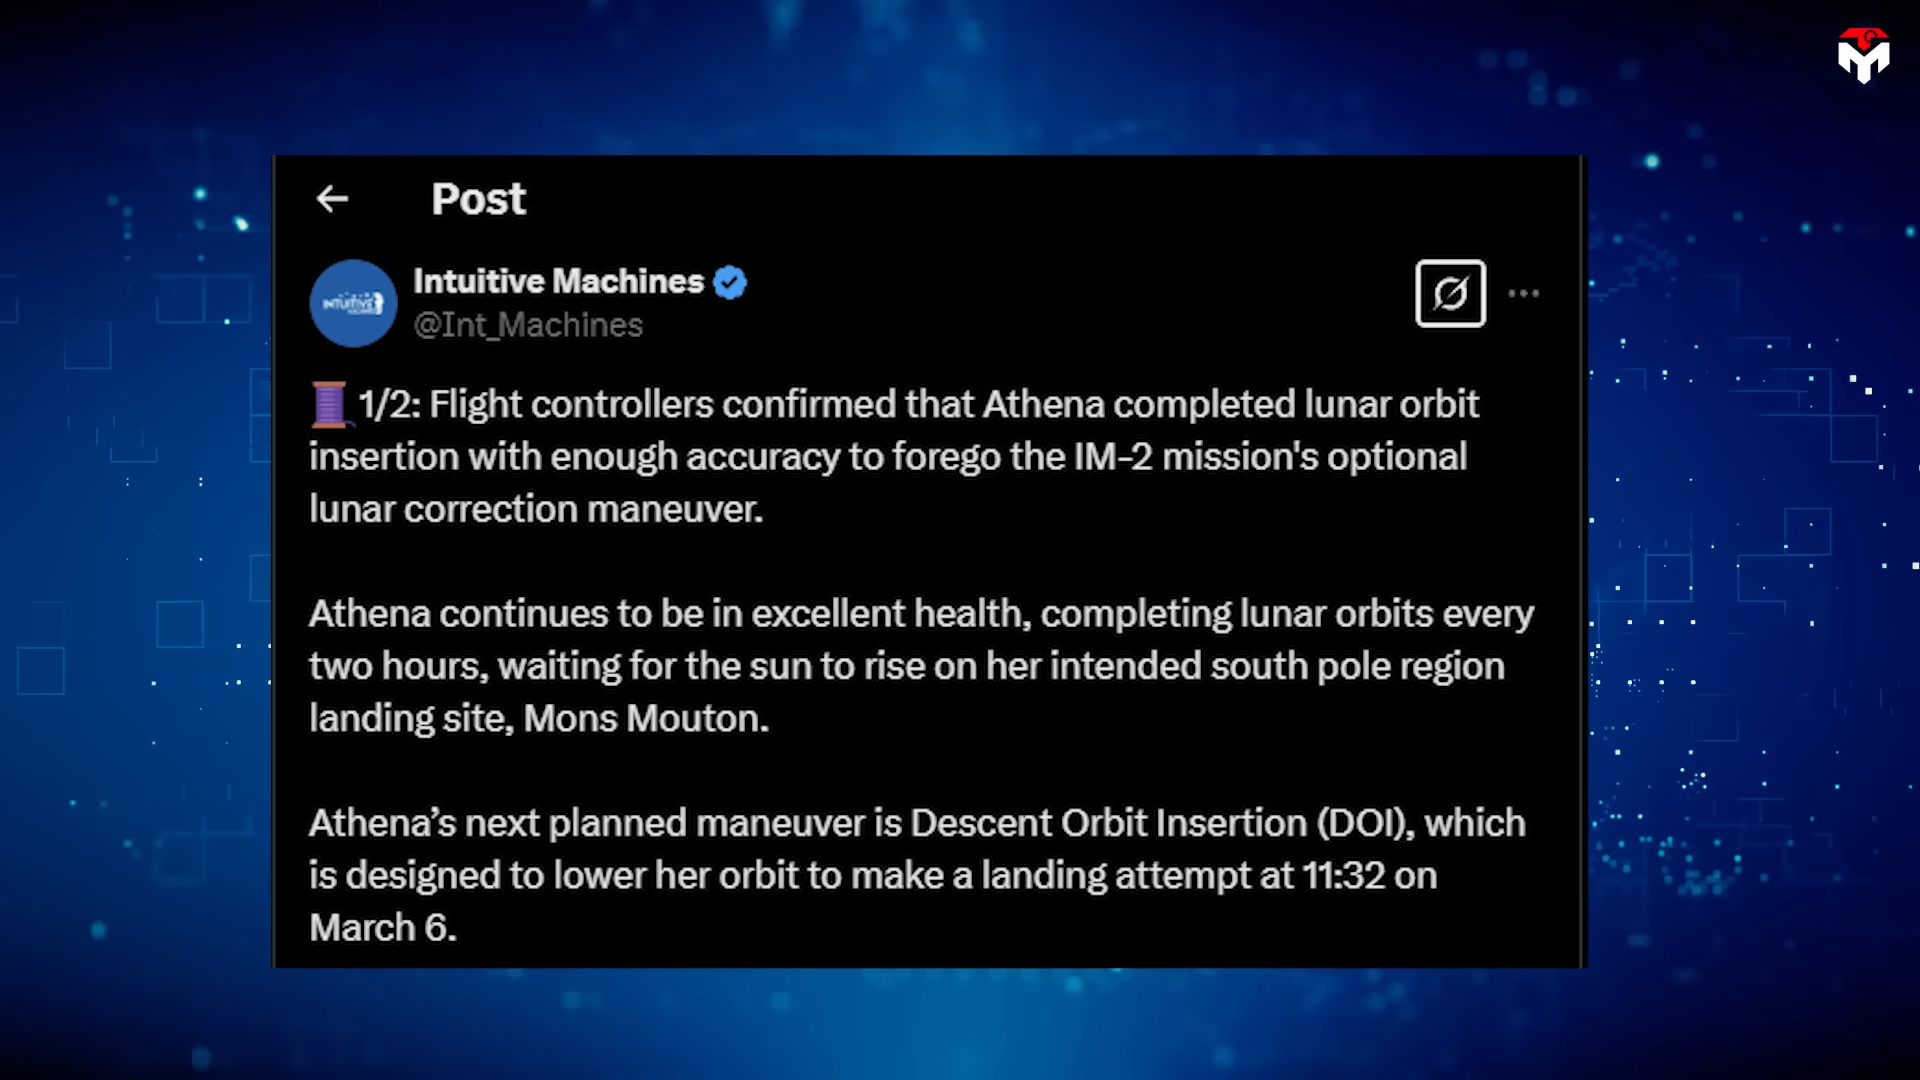 Post
Intuitive Machines
@Int_Machines
🧵 1/2: Flight controllers confirmed that Athena completed lunar orbit
insertion with enough accuracy to forego the IM-2 mission's optional
lunar correction maneuver.
Athena continues to be in excellent health, completing lunar orbits every
two hours, waiting for the sun to rise on her intended south pole region
landing site, Mons Mouton.
Athena’s next planned maneuver is Descent Orbit Insertion (DOI), which
is designed to lower her orbit to make a landing attempt at 11:32 on
March 6.